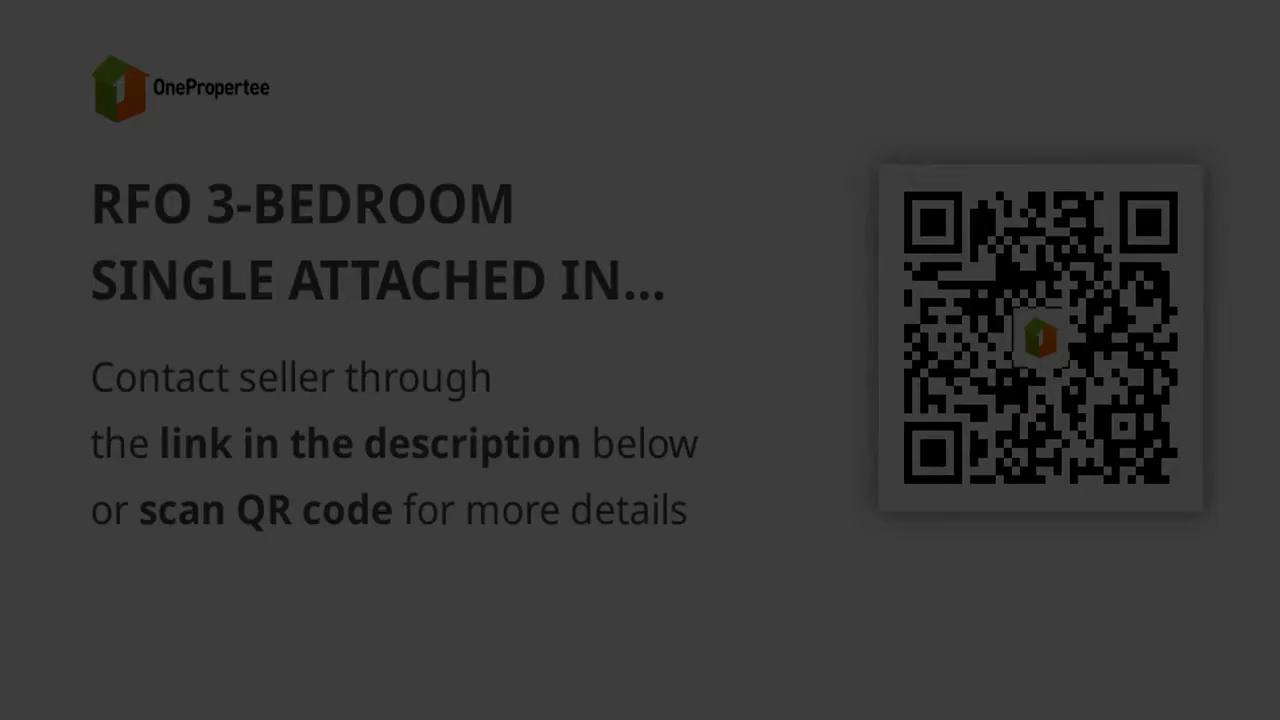 OnePropertee
RFO 3-BEDROOM
SINGLE ATTACHED IN...
Contact seller through
the link in the description below
or scan QR code for more details